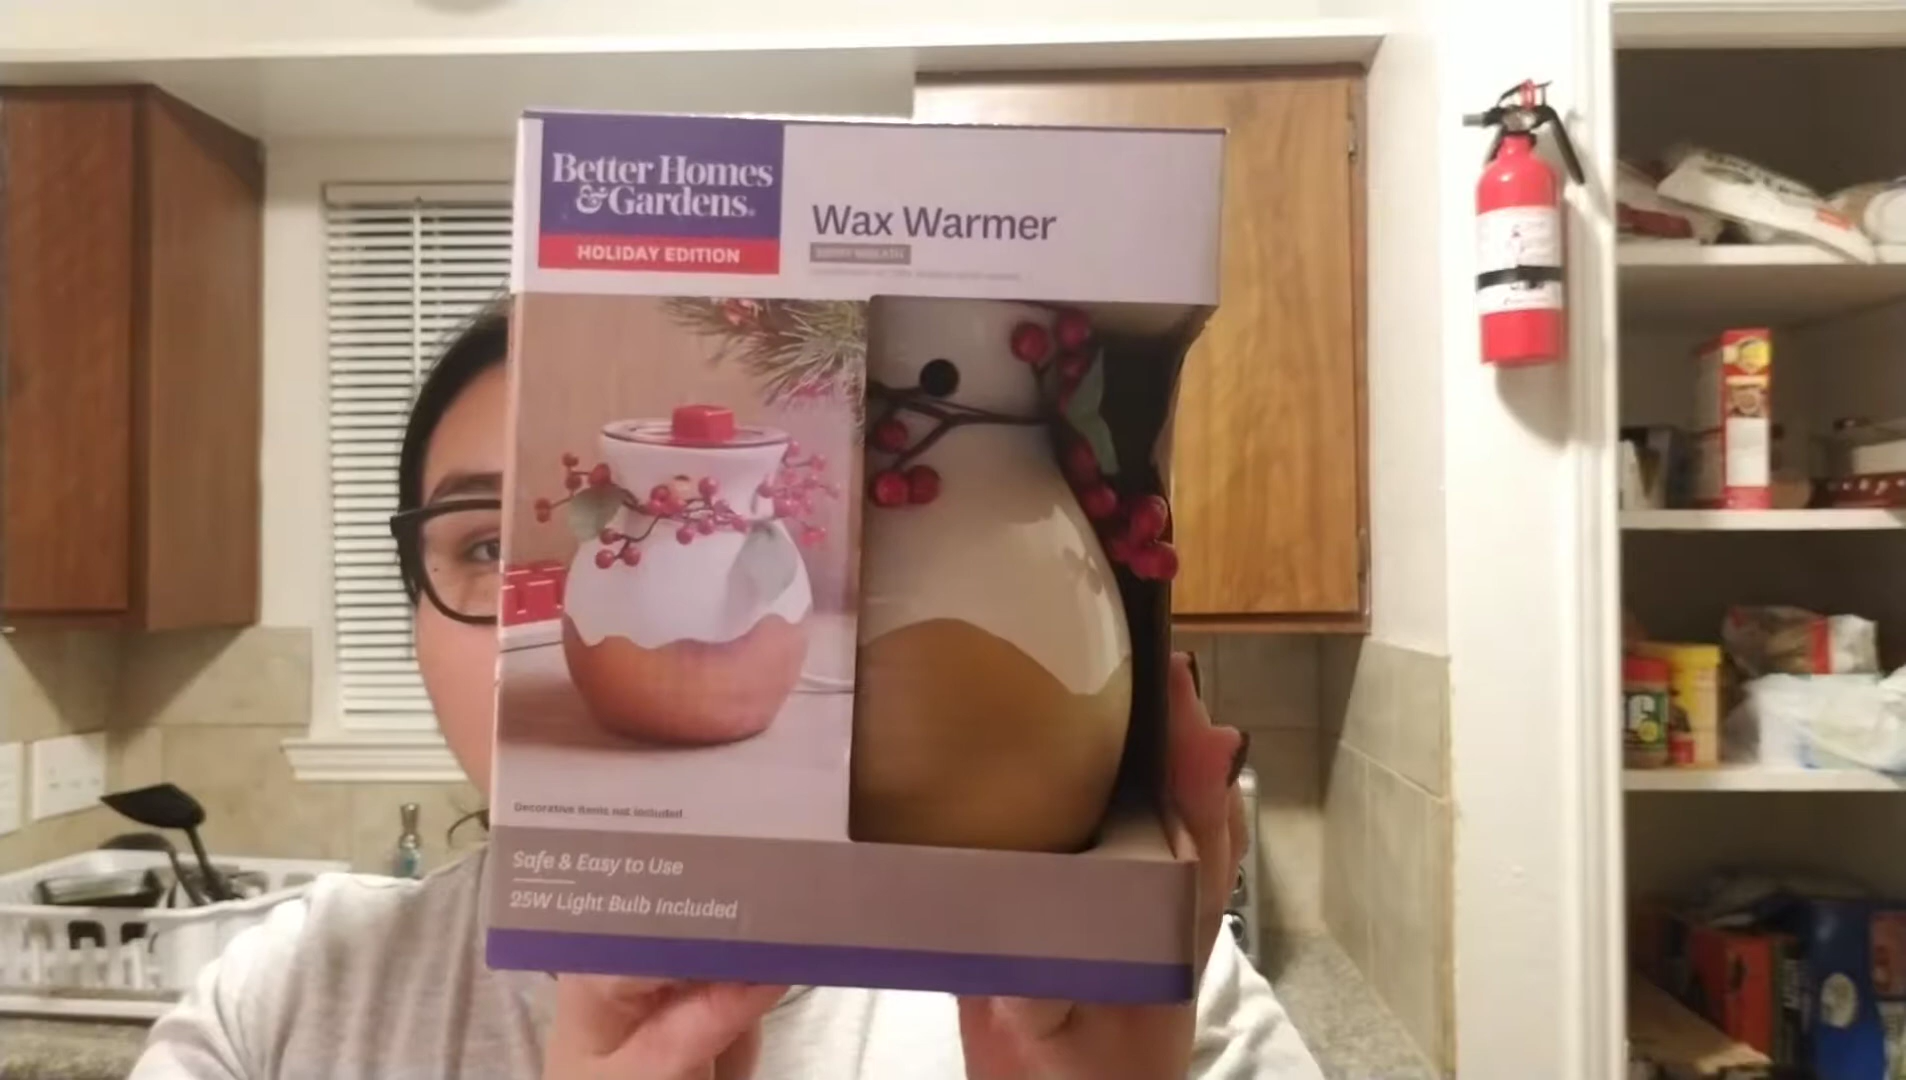 Better Homes
& Gardens
HOLIDAY EDITION
Wax Warmer
Decorative items not included
Safe & Easy to Use
25W Light Bulb Included